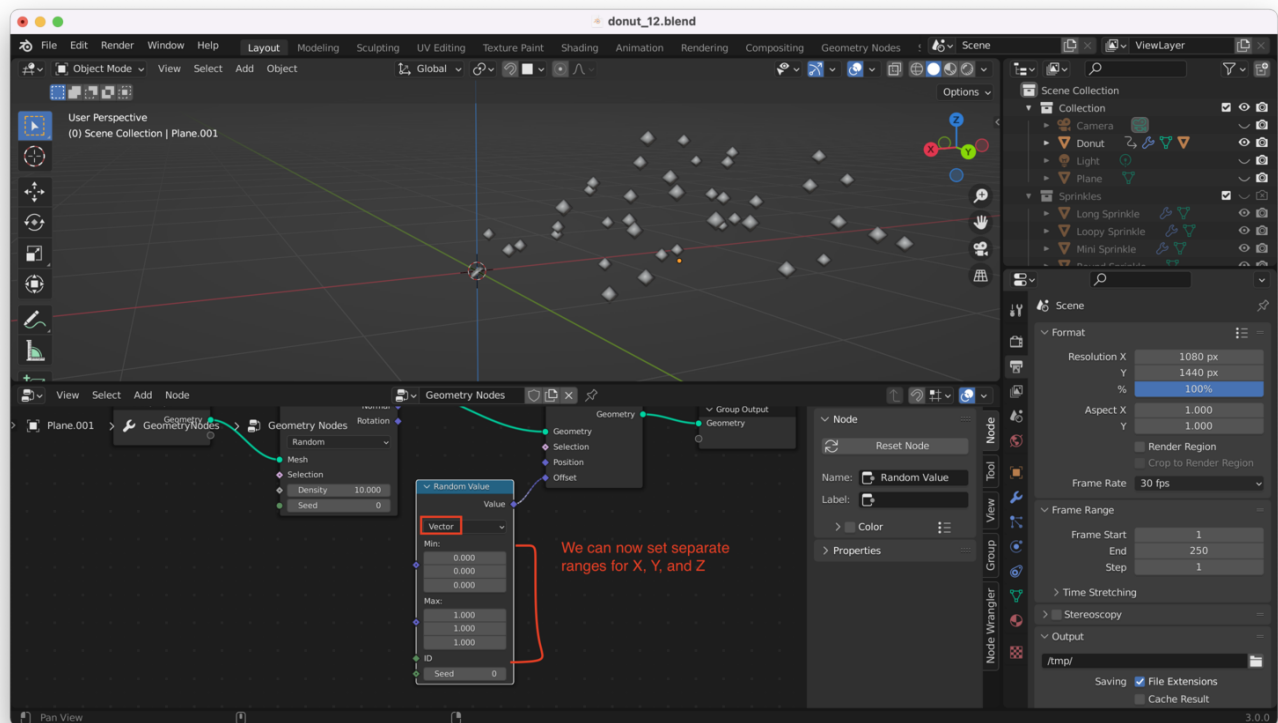 donut_12.blend
File Edit Render Window Help Layout Modeling Sculpting UV Editing Texture Paint Shading Animation Rendering Compositing Geometry Nodes Scene ViewLayer
Object Mode View Select Add Object Global
Options
User Perspective
(0) Scene Collection | Plane.001
Z
X
Y
Scene Collection
Collection
Camera
Donut
Light
Plane
Sprinkles
Long Sprinkle
Loopy Sprinkle
Mini Sprinkle
Round Sprinkle
Scene
Format
Resolution X 1080 px
Y 1440 px
% 100%
Aspect X 1.000
Y 1.000
Render Region
Crop to Render Region
Frame Rate 30 fps
Frame Range
Frame Start 1
End 250
Step 1
Time Stretching
Stereoscopy
Output
/tmp/
Saving File Extensions
Cache Result
View Select Add Node Geometry Nodes
Plane.001 GeometryNodes Geometry Nodes
Geometry
Normal
Rotation
Random
Mesh
Selection
Density 10.000
Seed 0
Geometry
Geometry
Selection
Position
Offset
Group Output
Geometry
Random Value
Value
Vector
Min:
0.000
0.000
0.000
Max:
1.000
1.000
1.000
ID
Seed 0
We can now set separate
ranges for X, Y, and Z
Node
Reset Node
Name: Random Value
Label:
Color
Properties
Node
Tool
View
Group
Node Wrangler
Pan View
3.0.0